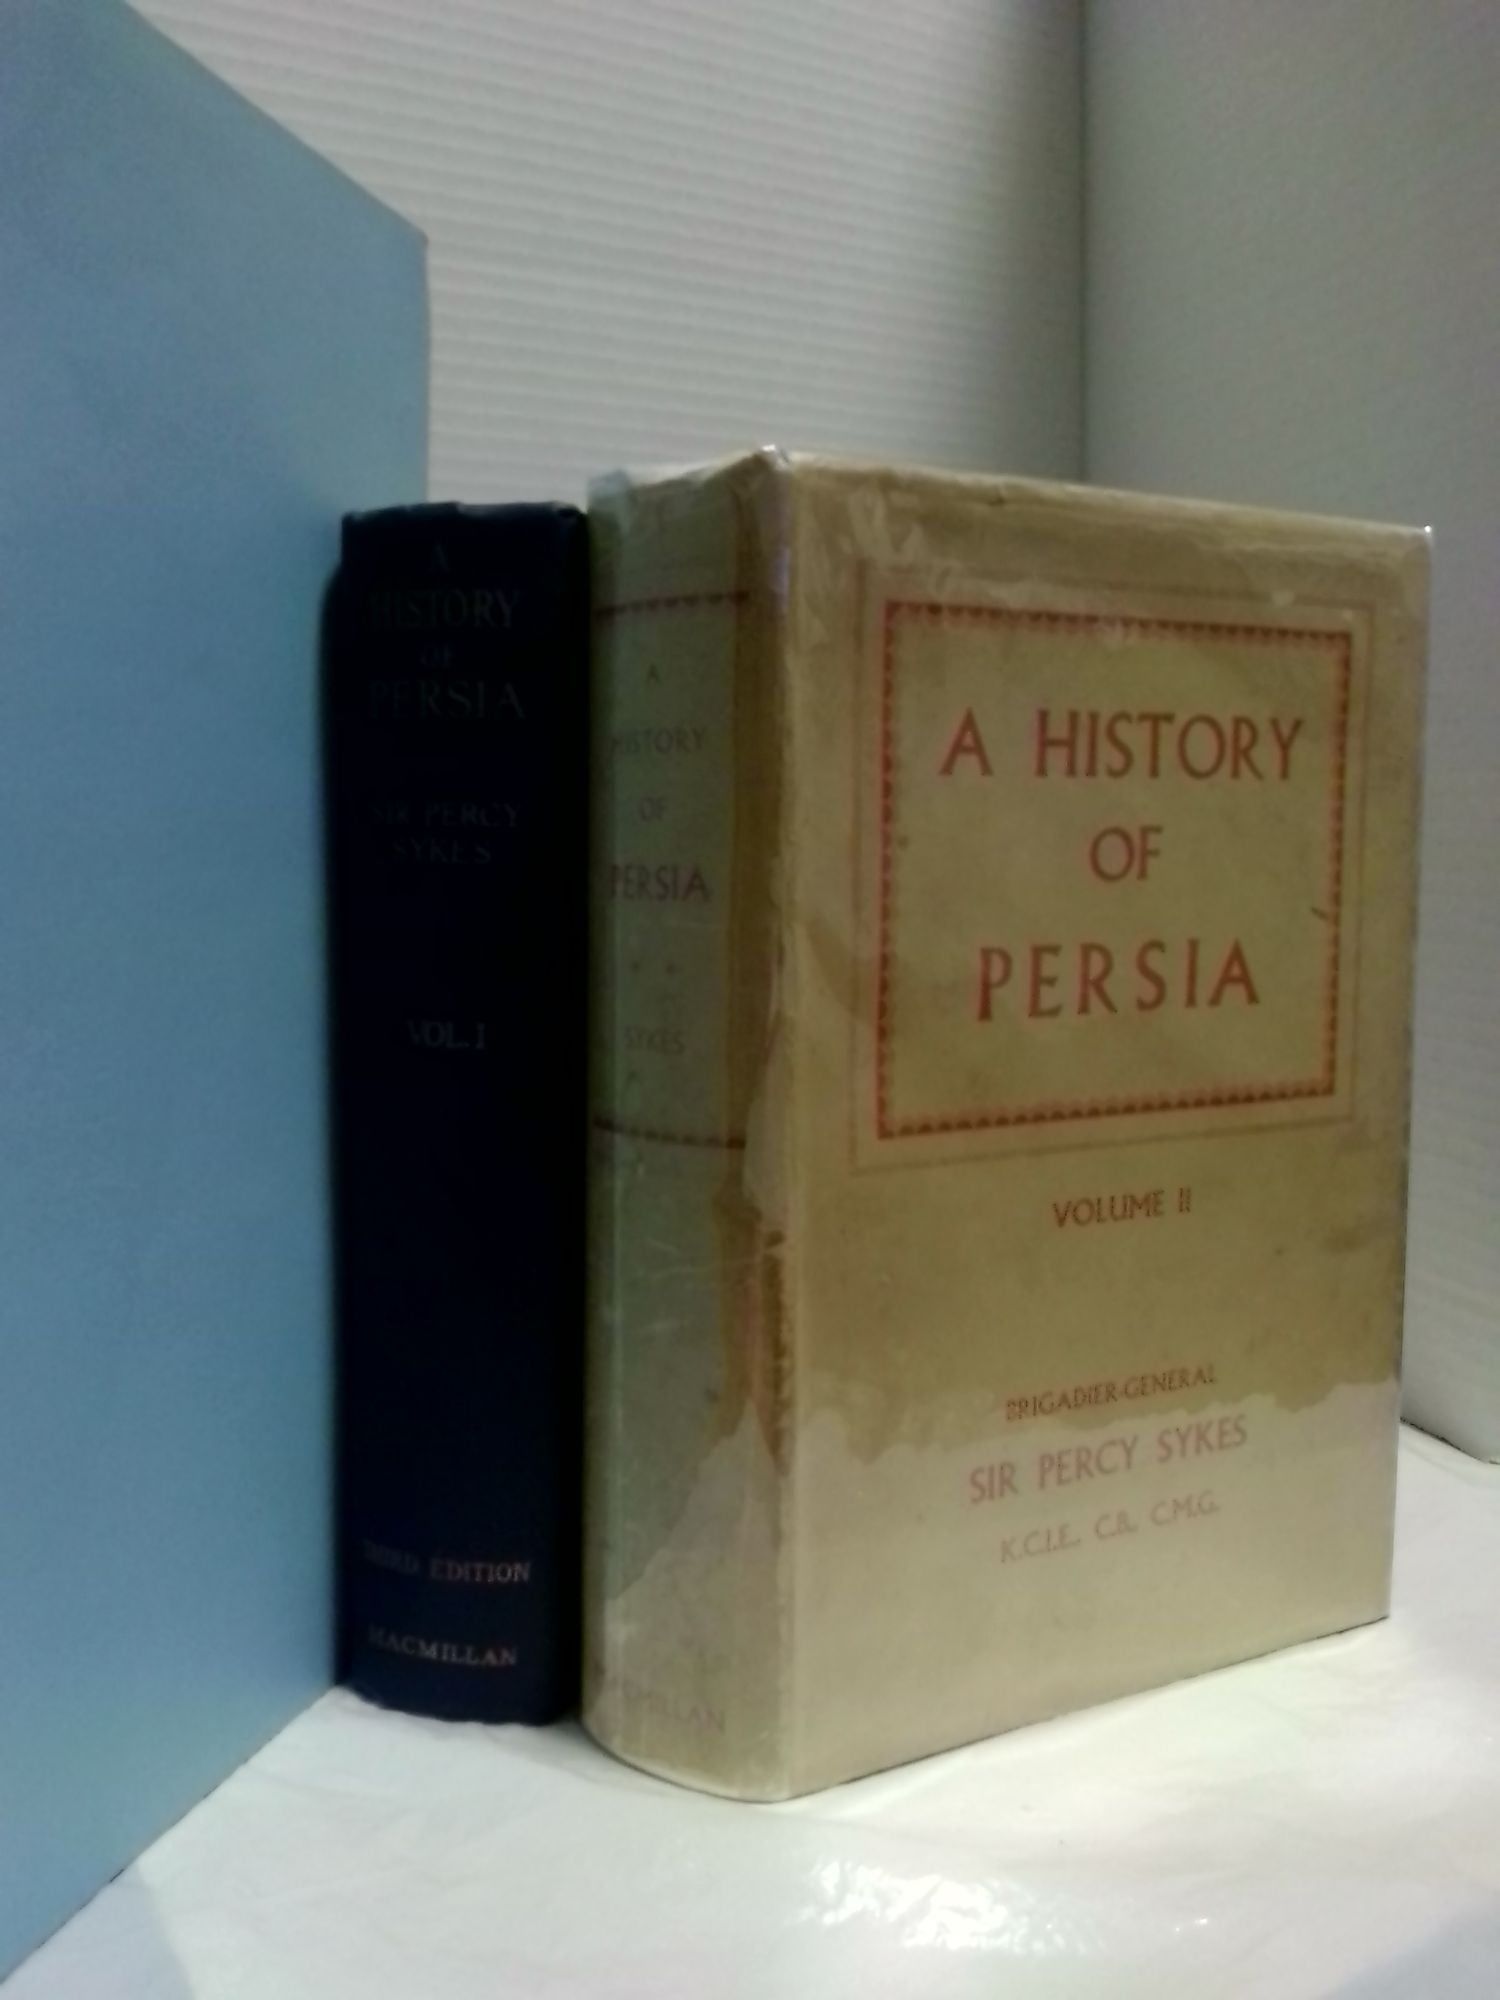 A
HISTORY
OF
PERSIA
SIR PERCY
SYKES
VOL. I
THIRD EDITION
MACMILLAN
A
HISTORY
OF
PERSIA
SYKES
MACMILLAN
A HISTORY
OF
PERSIA
VOLUME II
BRIGADIER-GENERAL
SIR PERCY SYKES
K.C.I.E., C.B., C.M.G.